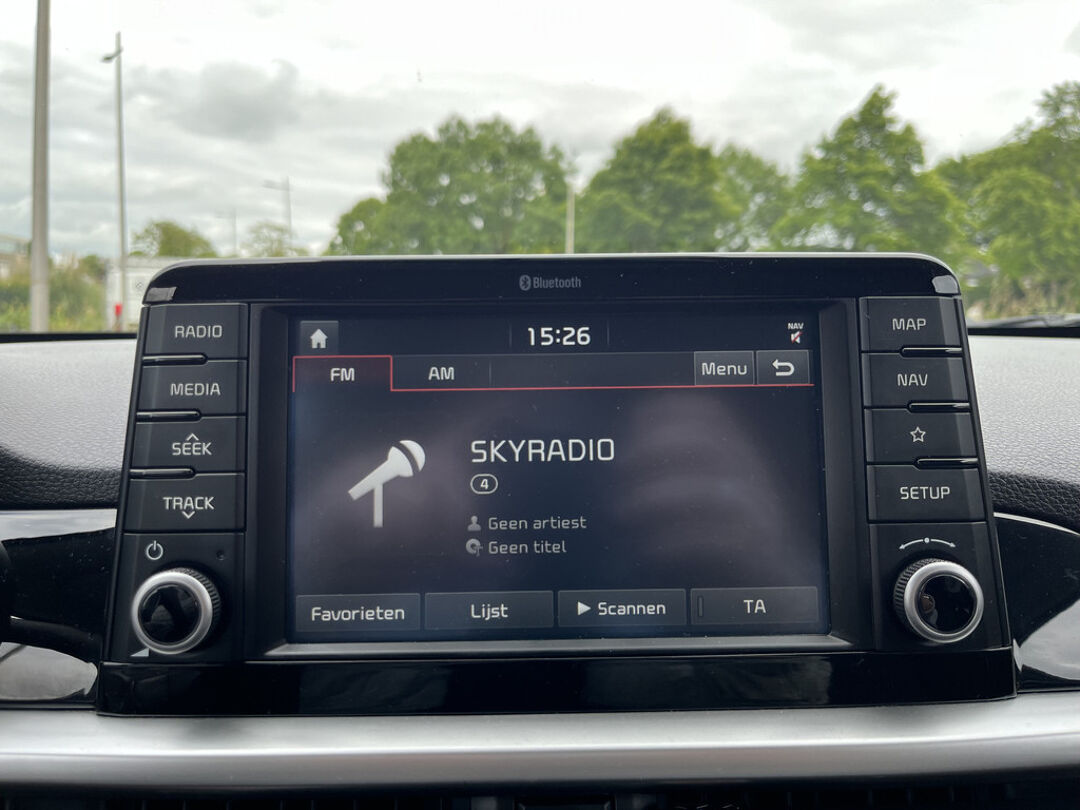 Bluetooth
RADIO
MEDIA
SEEK
TRACK
15:26
NAV
FM
AM
Menu
SKYRADIO
4
Geen artiest
Geen titel
Favorieten
Lijst
Scannen
TA
MAP
NAV
SETUP